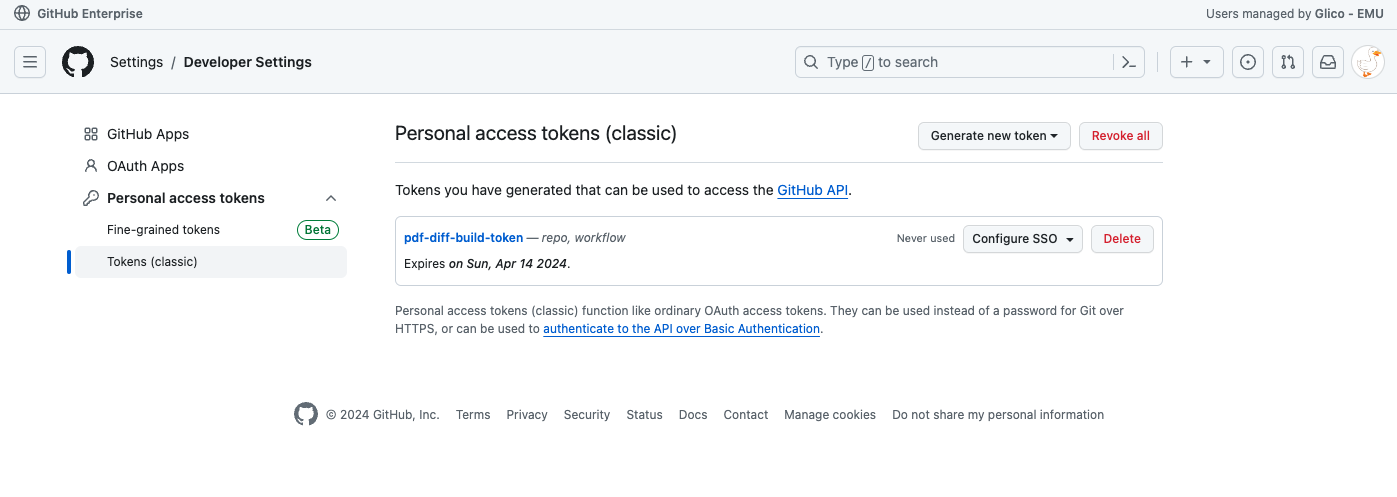 GitHub Enterprise
Users managed by Glico - EMU
Settings / Developer Settings
Type / to search
GitHub Apps
OAuth Apps
Personal access tokens
Fine-grained tokens Beta
Tokens (classic)
Personal access tokens (classic)
Generate new token
Revoke all
Tokens you have generated that can be used to access the GitHub API.
pdf-diff-build-token — repo, workflow
Never used
Configure SSO
Delete
Expires on Sun, Apr 14 2024.
Personal access tokens (classic) function like ordinary OAuth access tokens. They can be used instead of a password for Git over
HTTPS, or can be used to authenticate to the API over Basic Authentication.
© 2024 GitHub, Inc. Terms Privacy Security Status Docs Contact Manage cookies Do not share my personal information